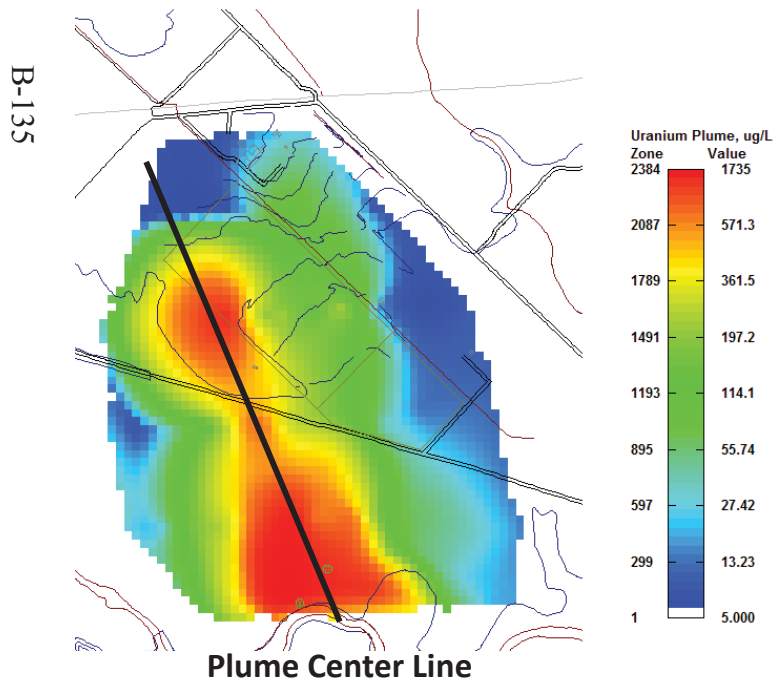 B-135
Uranium Plume, ug/L
Zone Value
2384 1735
2087 571.3
1789 361.5
1491 197.2
1193 114.1
895 55.74
597 27.42
299 13.23
1 5.000
Plume Center Line